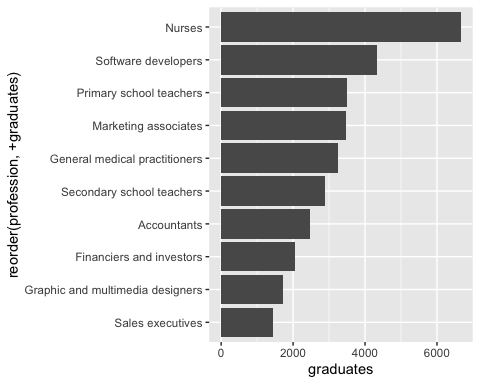 reorder(profession, +graduates)
Nurses
Software developers
Primary school teachers
Marketing associates
General medical practitioners
Secondary school teachers
Accountants
Financiers and investors
Graphic and multimedia designers
Sales executives
0 2000 4000 6000
graduates